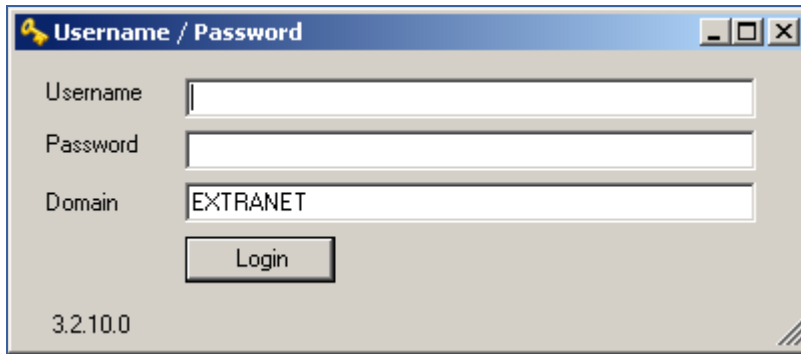 Username / Password
Username
Password
Domain EXTRANET
Login
3.2.10.0